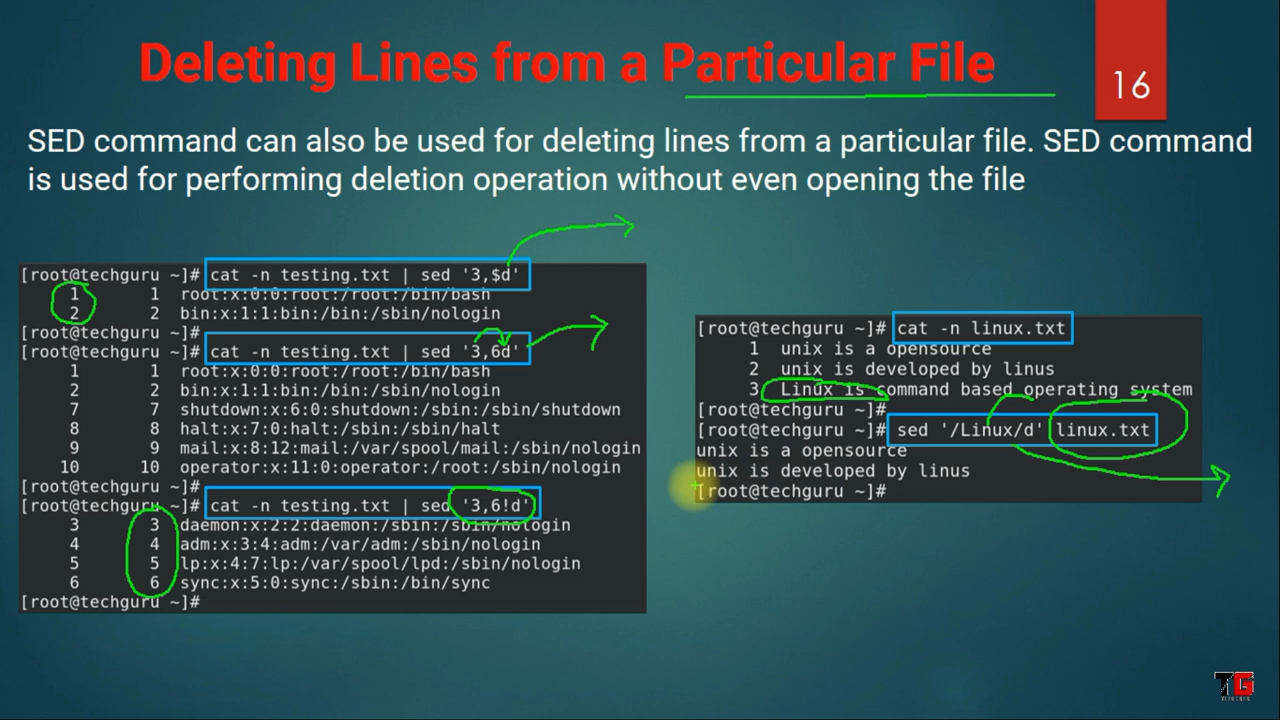 Deleting Lines from a Particular File
16
SED command can also be used for deleting lines from a particular file. SED command
is used for performing deletion operation without even opening the file
[root@techguru ~]# cat -n testing.txt | sed '3,$d'
1 1 root:x:0:0:root:/root:/bin/bash
2 2 bin:x:1:1:bin:/bin:/sbin/nologin
[root@techguru ~]#
[root@techguru ~]# cat -n testing.txt | sed '3,6d'
1 1 root:x:0:0:root:/root:/bin/bash
2 2 bin:x:1:1:bin:/bin:/sbin/nologin
7 7 shutdown:x:6:0:shutdown:/sbin:/sbin/shutdown
8 8 halt:x:7:0:halt:/sbin:/sbin/halt
9 9 mail:x:8:12:mail:/var/spool/mail:/sbin/nologin
10 10 operator:x:11:0:operator:/root:/sbin/nologin
[root@techguru ~]#
[root@techguru ~]# cat -n testing.txt | sed '3,6!d'
3 3 daemon:x:2:2:daemon:/sbin:/sbin/nologin
4 4 adm:x:3:4:adm:/var/adm:/sbin/nologin
5 5 lp:x:4:7:lp:/var/spool/lpd:/sbin/nologin
6 6 sync:x:5:0:sync:/sbin:/bin/sync
[root@techguru ~]#
[root@techguru ~]# cat -n linux.txt
1 unix is a opensource
2 unix is developed by linus
3 Linux is command based operating system
[root@techguru ~]#
[root@techguru ~]# sed '/Linux/d' linux.txt
unix is a opensource
unix is developed by linus
[root@techguru ~]#
TG